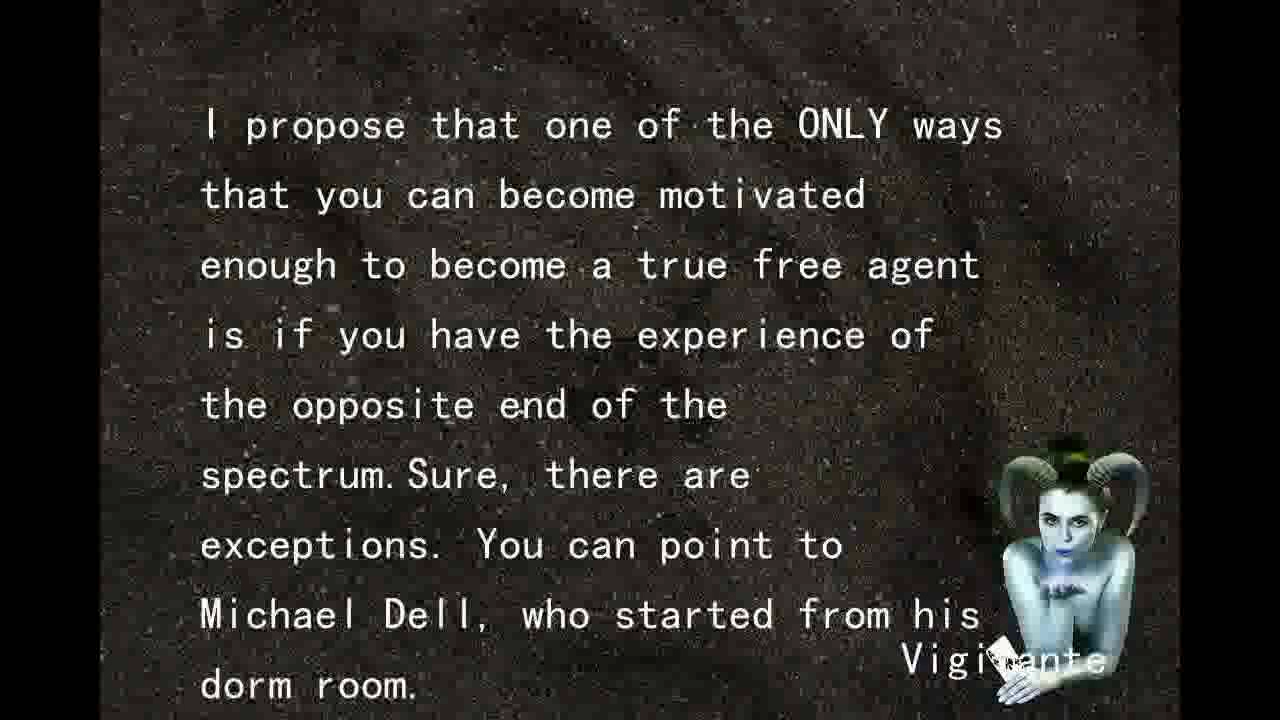 I propose that one of the ONLY ways
that you can become motivated
enough to become a true free agent
is if you have the experience of
the opposite end of the
spectrum.Sure, there are
exceptions. You can point to
Michael Dell, who started from his
dorm room.